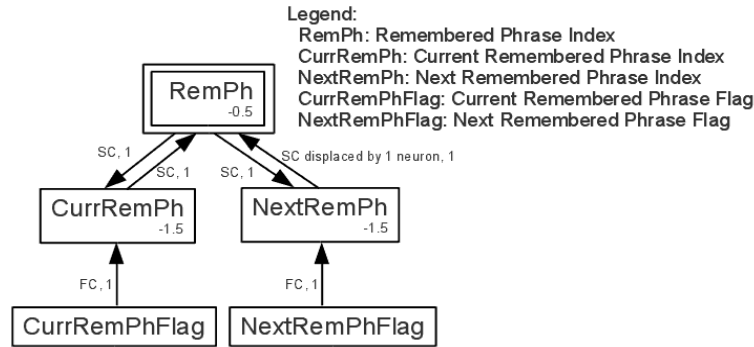 Legend:
RemPh: Remembered Phrase Index
CurrRemPh: Current Remembered Phrase Index
NextRemPh: Next Remembered Phrase Index
CurrRemPhFlag: Current Remembered Phrase Flag
NextRemPhFlag: Next Remembered Phrase Flag
RemPh
-0.5
SC, 1
SC, 1
SC, 1
SC displaced by 1 neuron, 1
CurrRemPh
-1.5
NextRemPh
-1.5
FC, 1
FC, 1
CurrRemPhFlag
NextRemPhFlag